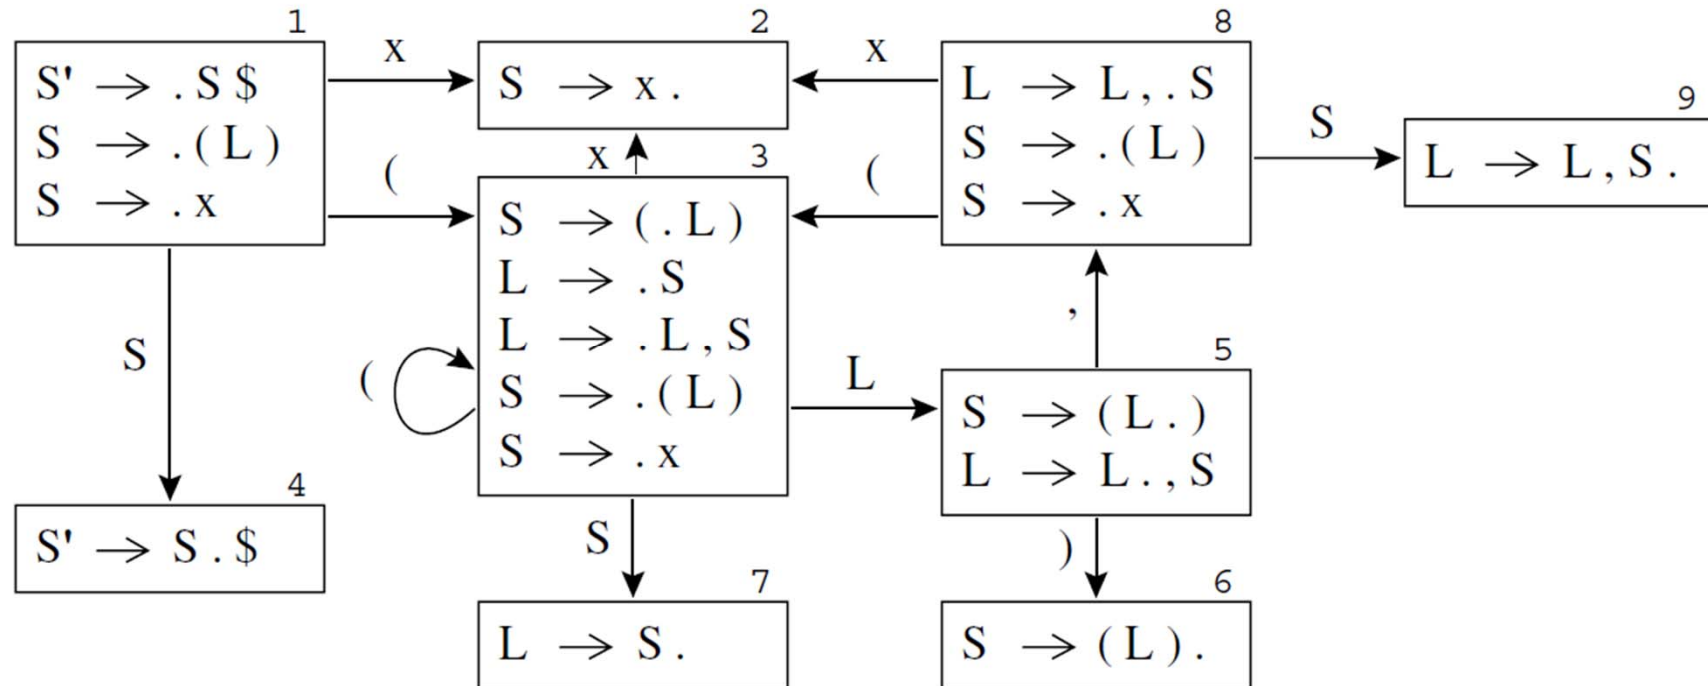 1
S' → . S $
S → . ( L )
S → . x
x
2
S → x .
x
8
L → L , . S
S → . ( L )
S → . x
S
9
L → L , S .
(
x
3
S → ( . L )
L → . S
L → . L , S
S → . ( L )
S → . x
(
S
(
L
,
5
S → ( L . )
L → L . , S
4
S' → S . $
S
7
L → S .
)
6
S → ( L ) .